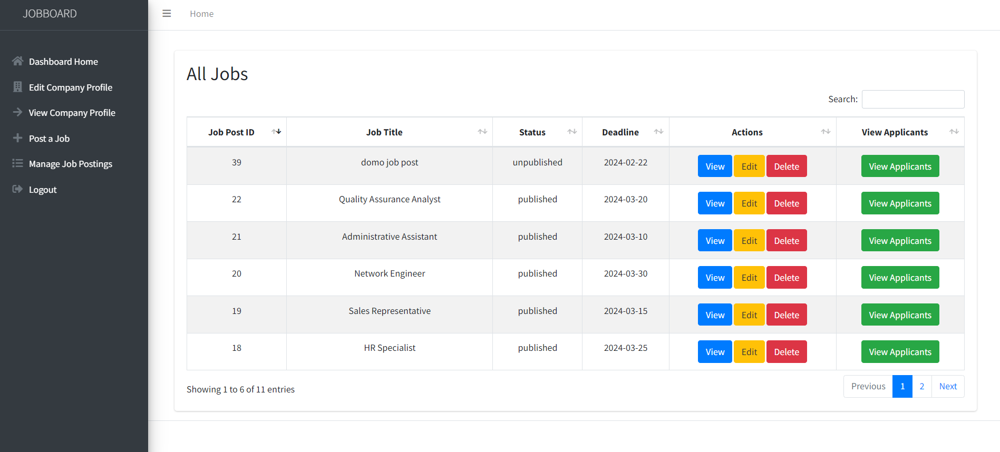 JOBBOARD
Home
Dashboard Home
Edit Company Profile
View Company Profile
Post a Job
Manage Job Postings
Logout
All Jobs
Search:
Job Post ID Job Title Status Deadline Actions View Applicants
39 domo job post unpublished 2024-02-22 View Edit Delete View Applicants
22 Quality Assurance Analyst published 2024-03-20 View Edit Delete View Applicants
21 Administrative Assistant published 2024-03-10 View Edit Delete View Applicants
20 Network Engineer published 2024-03-30 View Edit Delete View Applicants
19 Sales Representative published 2024-03-15 View Edit Delete View Applicants
18 HR Specialist published 2024-03-25 View Edit Delete View Applicants
Showing 1 to 6 of 11 entries
Previous 1 2 Next